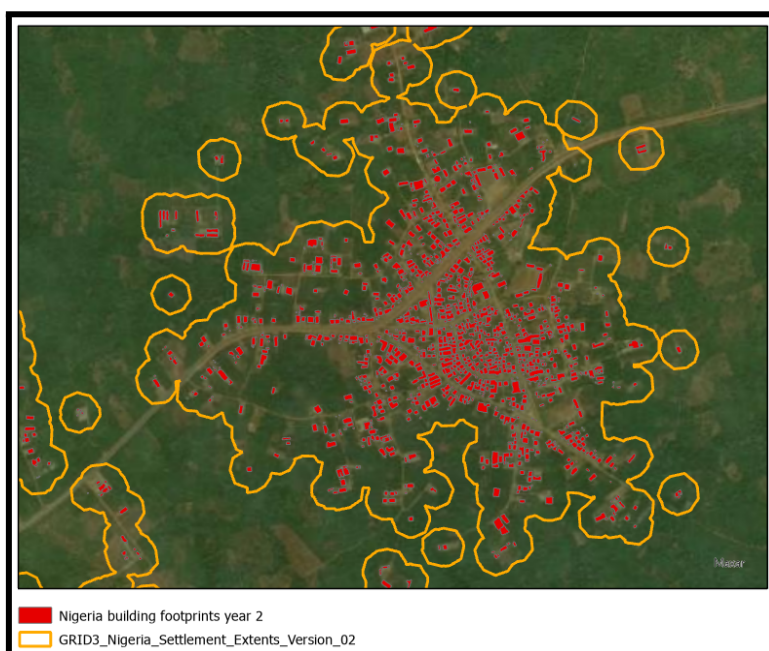 Maxar
Nigeria building footprints year 2
GRID3_Nigeria_Settlement_Extents_Version_02